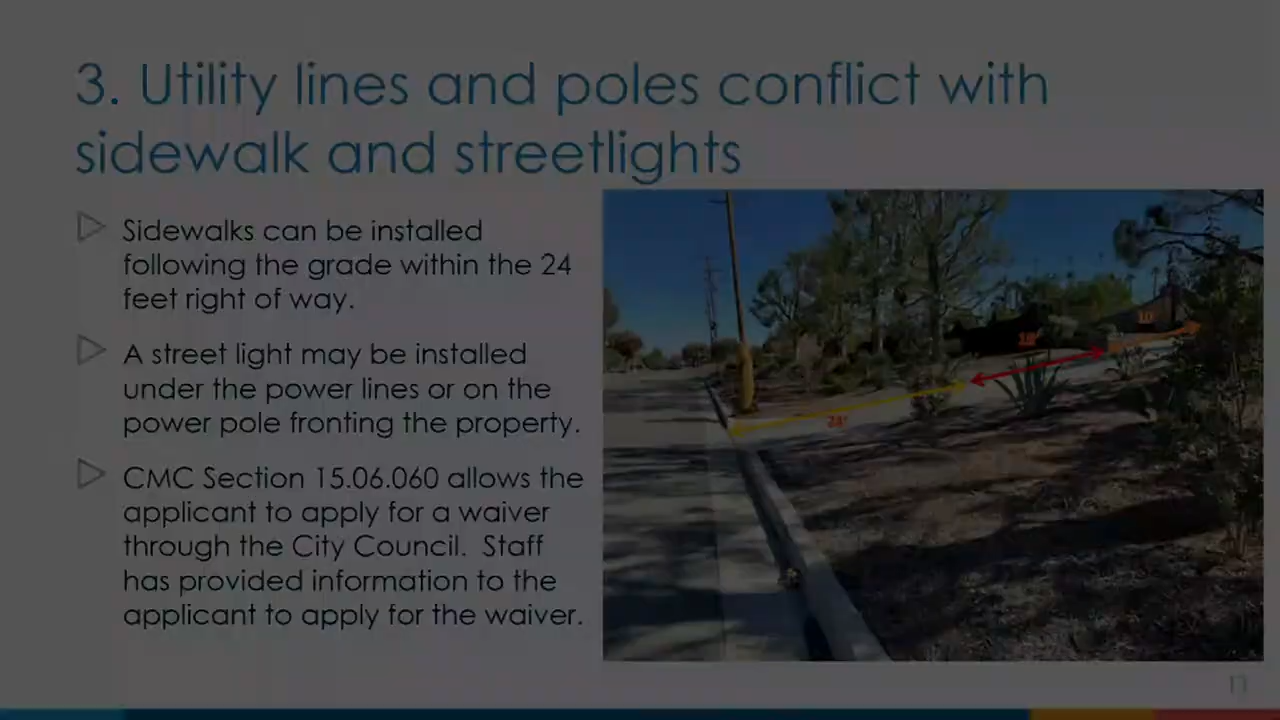 3. Utility lines and poles conflict with
sidewalk and streetlights
Sidewalks can be installed
following the grade within the 24
feet right of way.
A street light may be installed
under the power lines or on the
power pole fronting the property.
CMC Section 15.06.060 allows the
applicant to apply for a waiver
through the City Council.  Staff
has provided information to the
applicant to apply for the waiver.
24'
18'
10